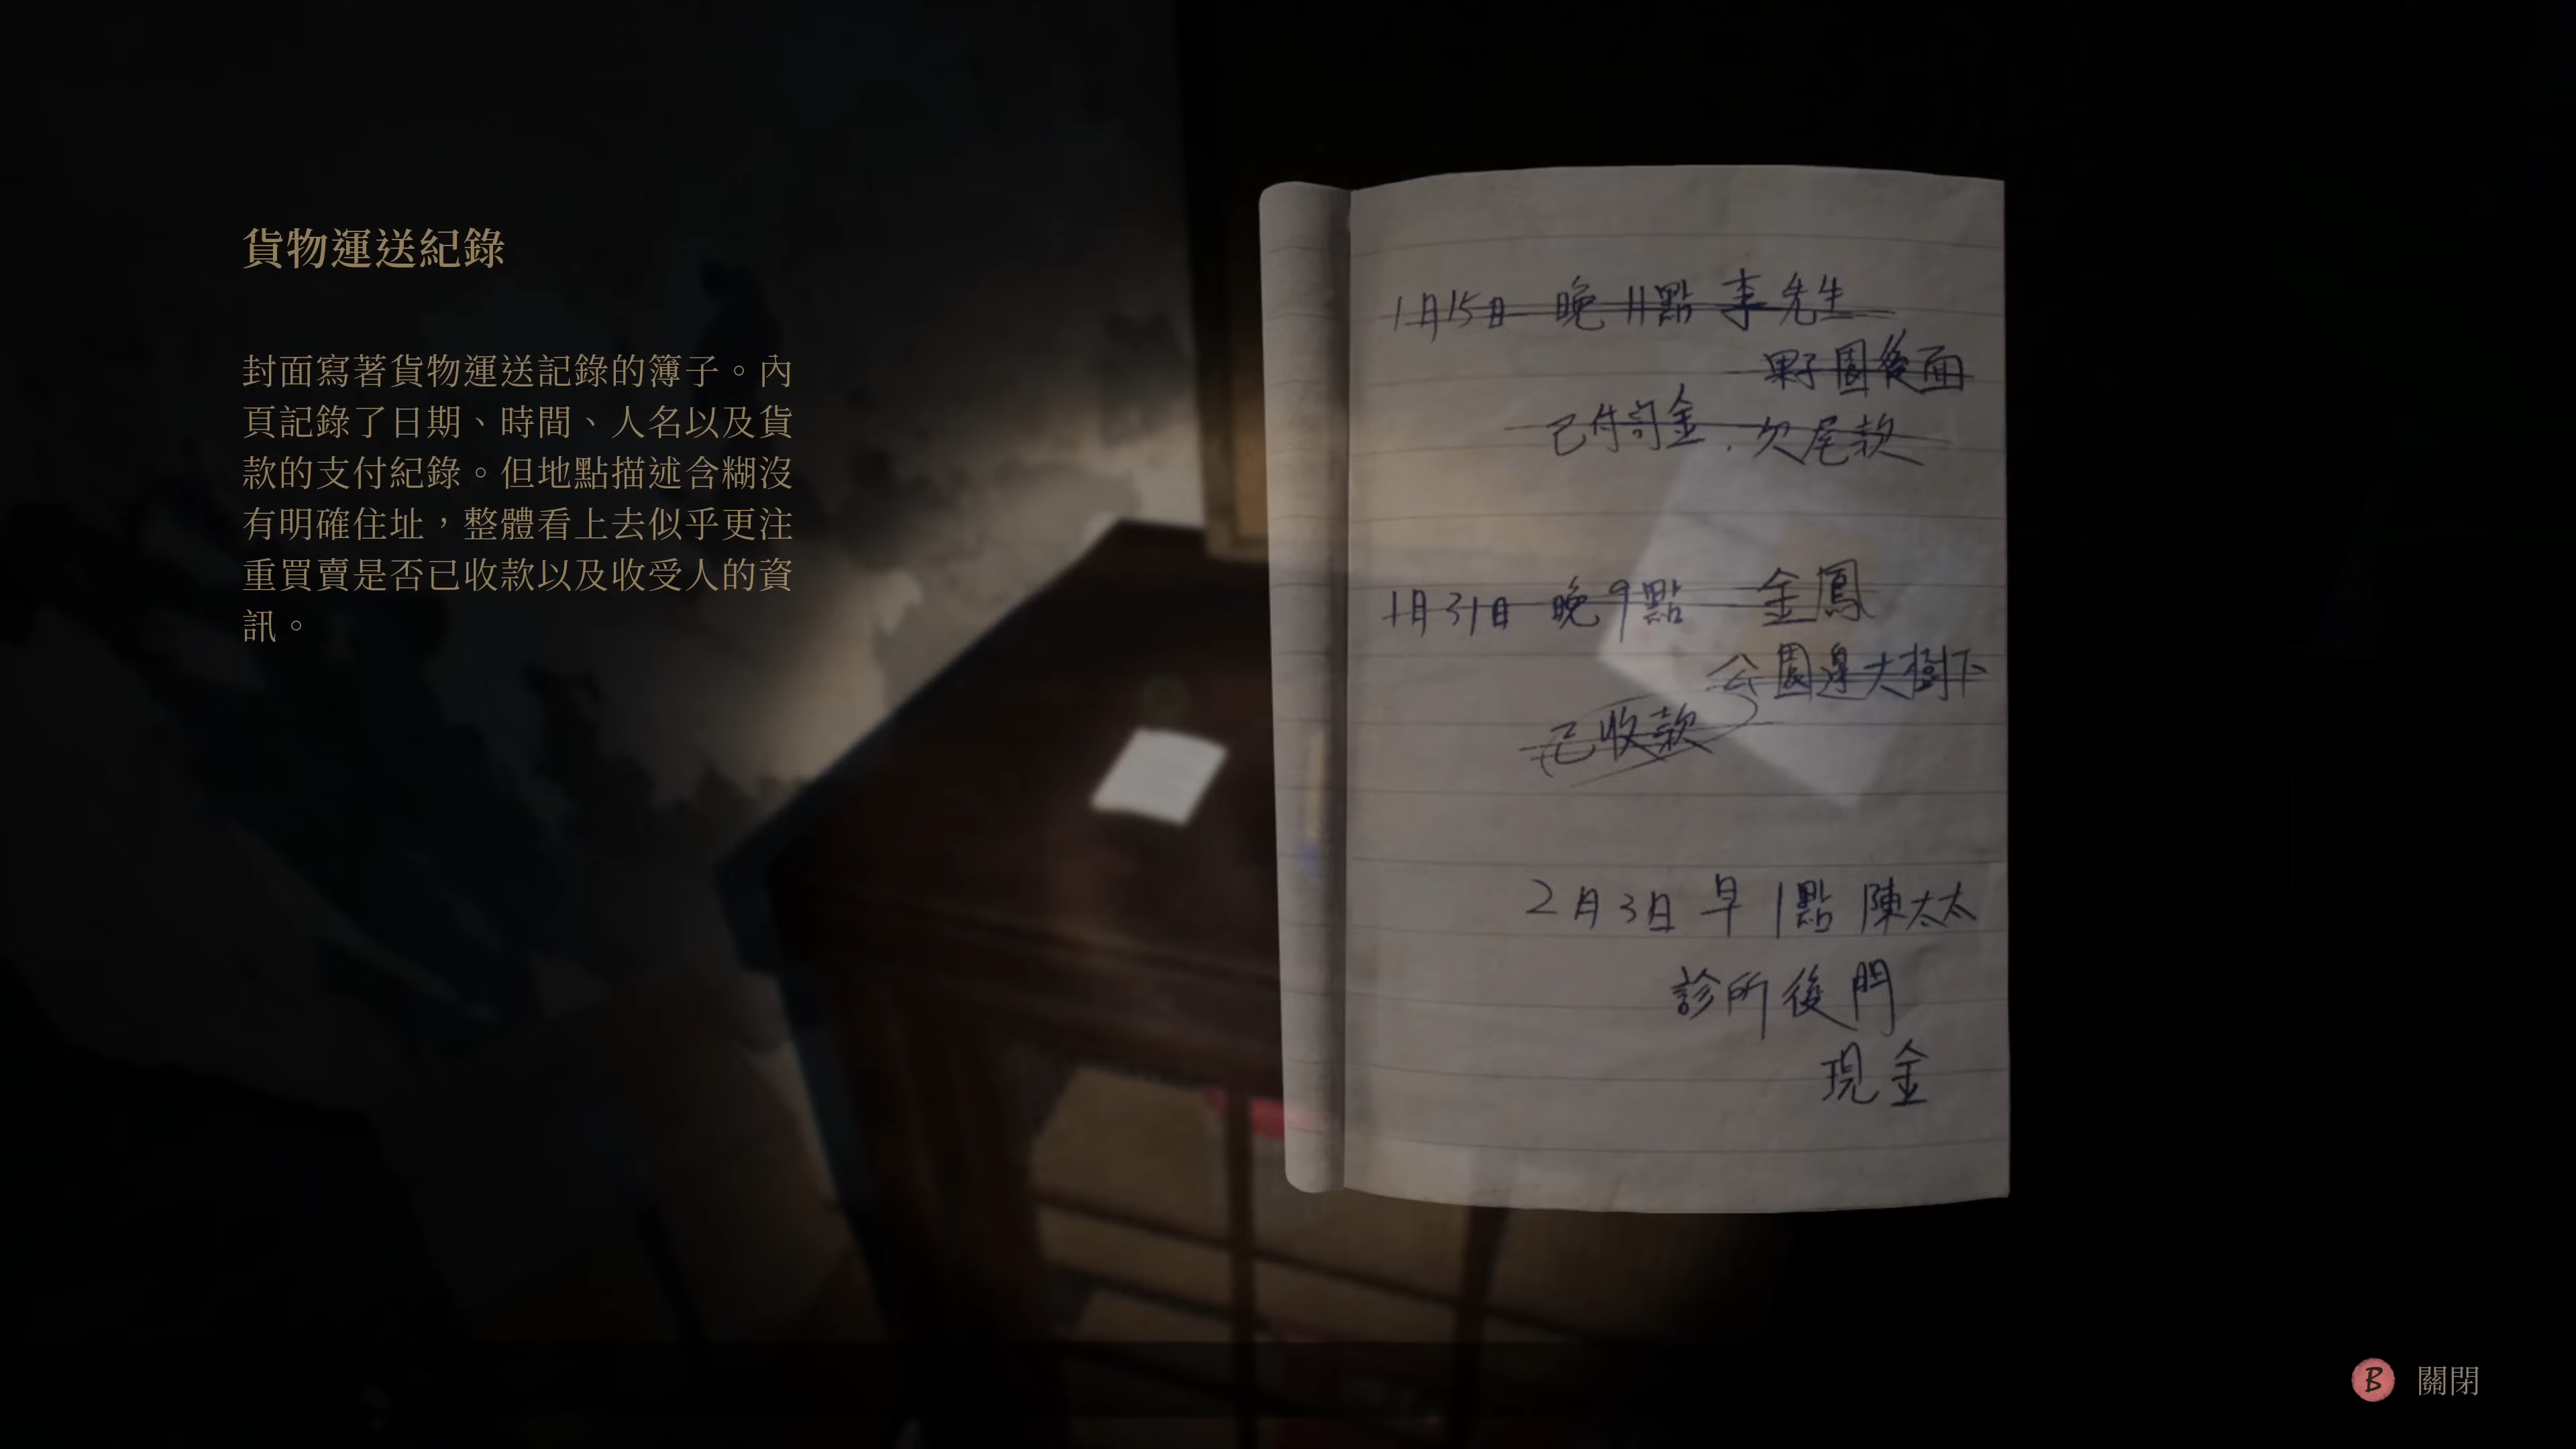 貨物運送紀錄
封面寫著貨物運送記錄的簿子。內
頁記錄了日期、時間、人名以及貨
款的支付紀錄。但地點描述含糊沒
有明確住址，整體看上去似乎更注
重買賣是否已收款以及收受人的資
訊。
1月15日 晚11點 李先生
果子園後面
已付訂金．欠尾款
1月31日 晚9點 金鳳
公園邊大樹下
已收款
2月3日 早1點 陳太太
診所後門
現金
B 關閉